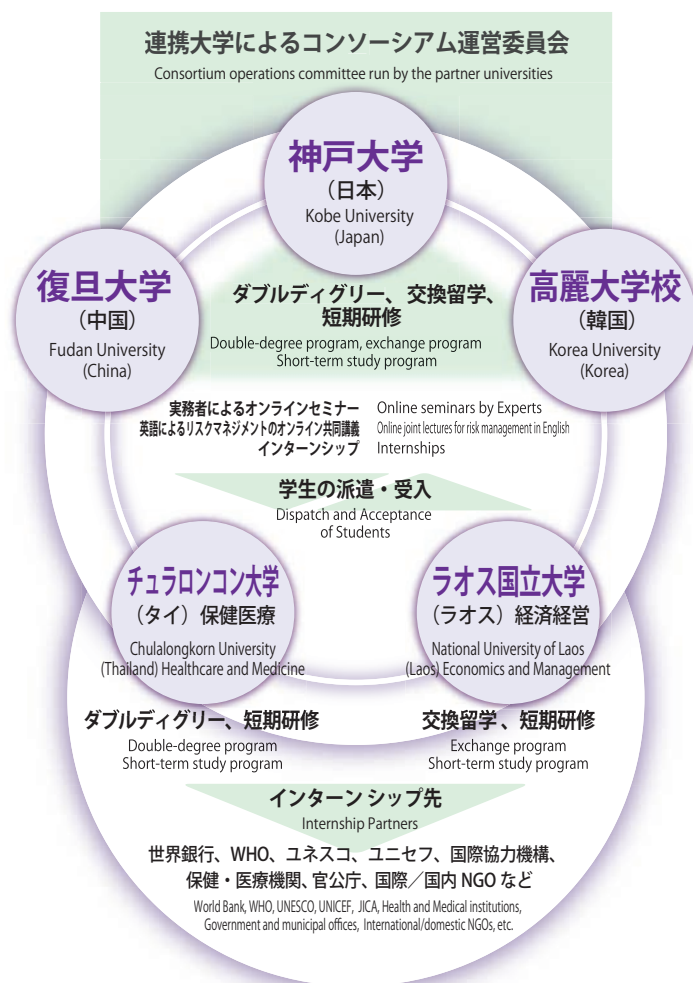 連携大学によるコンソーシアム運営委員会
Consortium operations committee run by the partner universities
神戸大学
（日本）
Kobe University
(Japan)
復旦大学
（中国）
Fudan University
(China)
高麗大学校
（韓国）
Korea University
(Korea)
ダブルディグリー、交換留学、
短期研修
Double-degree program, exchange program
Short-term study program
実務者によるオンラインセミナー Online seminars by Experts
英語によるリスクマネジメントのオンライン共同講義 Online joint lectures for risk management in English
インターンシップ Internships
学生の派遣・受入
Dispatch and Acceptance
of Students
チュラロンコン大学
（タイ）保健医療
Chulalongkorn University
(Thailand) Healthcare and Medicine
ラオス国立大学
（ラオス）経済経営
National University of Laos
(Laos) Economics and Management
ダブルディグリー、短期研修
Double-degree program
Short-term study program
交換留学、短期研修
Exchange program
Short-term study program
インターンシップ先
Internship Partners
世界銀行、WHO、ユネスコ、ユニセフ、国際協力機構、
保健・医療機関、官公庁、国際／国内 NGO など
World Bank, WHO, UNESCO, UNICEF, JICA, Health and Medical institutions,
Government and municipal offices, International/domestic NGOs, etc.